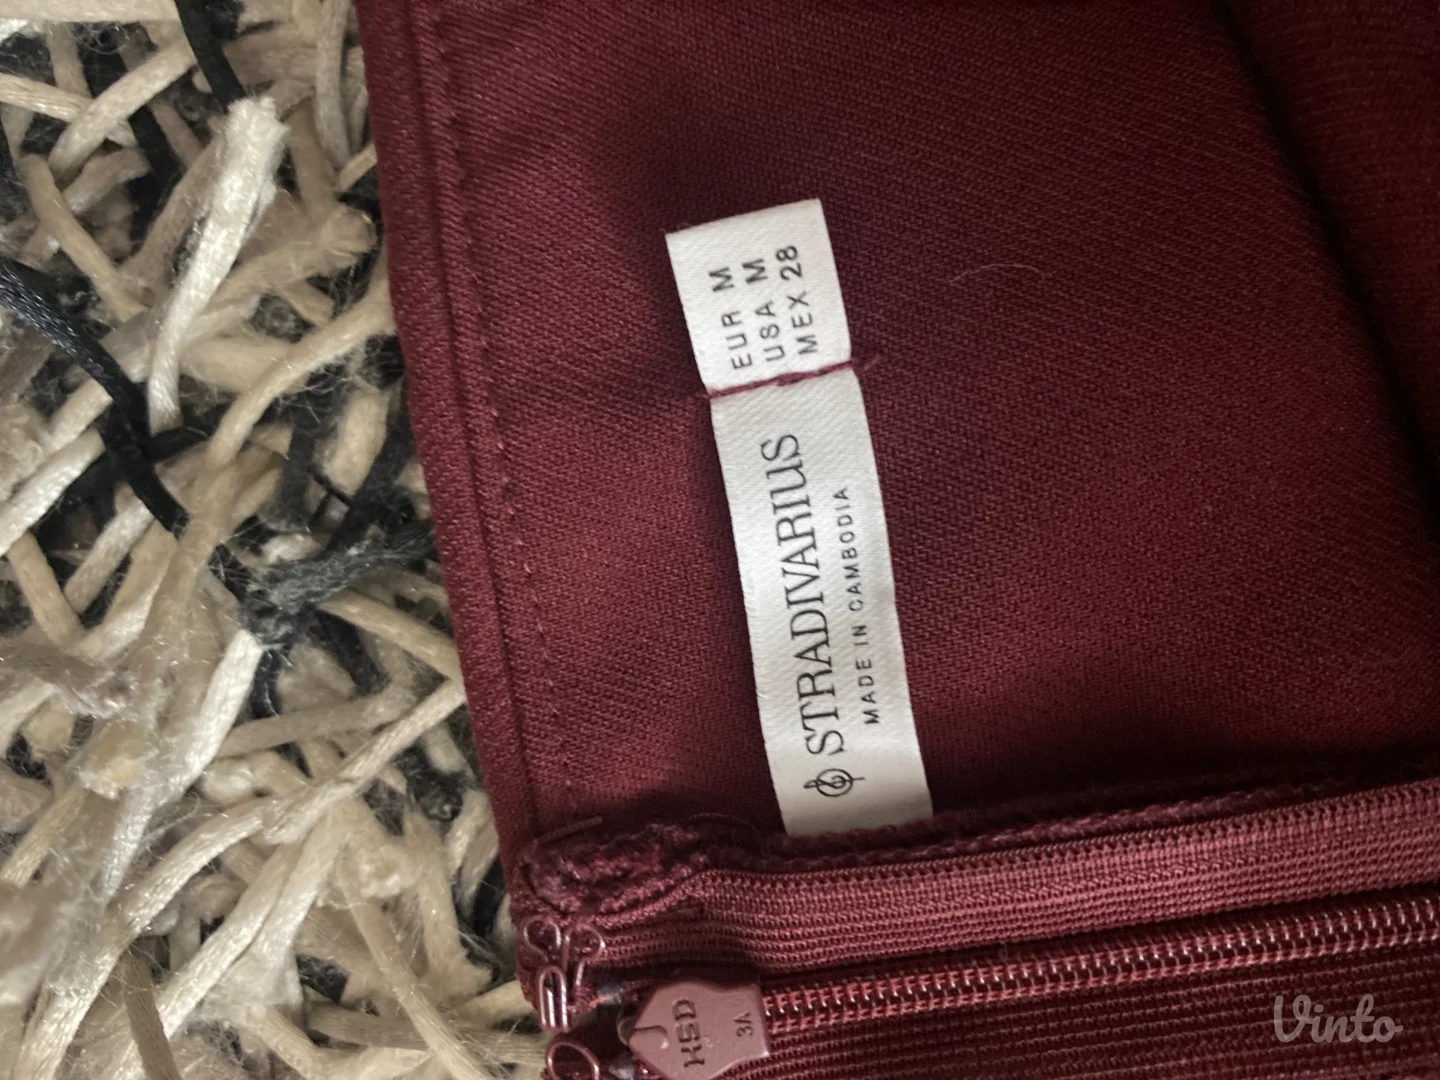 EUR M
USA M
MEX 28
STRADIVARIUS
MADE IN CAMBODIA
HSD
3A
Vinto